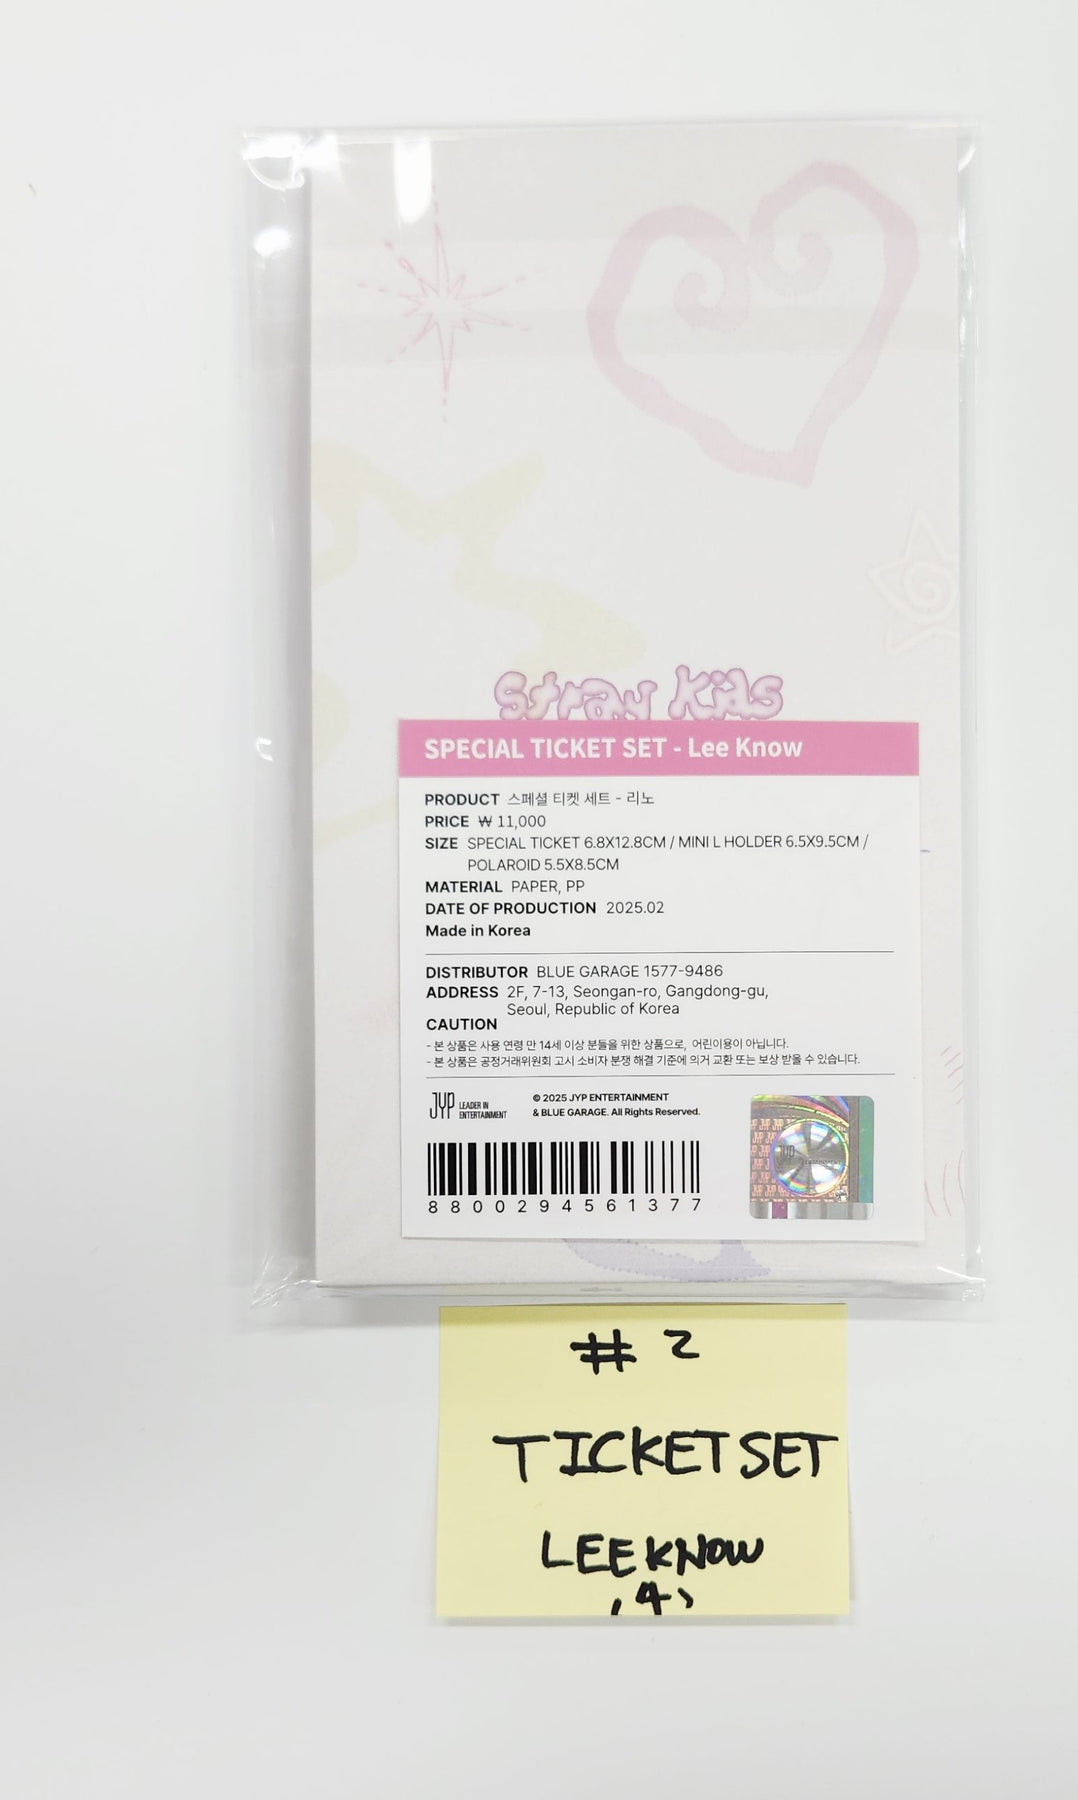 Stray Kids
SPECIAL TICKET SET - Lee Know
PRODUCT 스페셜 티켓 세트 - 리노
PRICE ₩ 11,000
SIZE SPECIAL TICKET 6.8X12.8CM / MINI L HOLDER 6.5X9.5CM /
POLAROID 5.5X8.5CM
MATERIAL PAPER, PP
DATE OF PRODUCTION 2025.02
Made in Korea
DISTRIBUTOR BLUE GARAGE 1577-9486
ADDRESS 2F, 7-13, Seongan-ro, Gangdong-gu,
Seoul, Republic of Korea
CAUTION
- 본 상품은 사용 연령 만 14세 이상 분들을 위한 상품으로, 어린이용이 아닙니다.
- 본 상품은 공정거래위원회 고시 소비자 분쟁 해결 기준에 의거 교환 또는 보상 받을 수 있습니다.
JYP LEADER IN
ENTERTAINMENT
© 2025 JYP ENTERTAINMENT
& BLUE GARAGE. All Rights Reserved.
8800294561377
# 2
TICKET SET
LEEKNOW
(4)